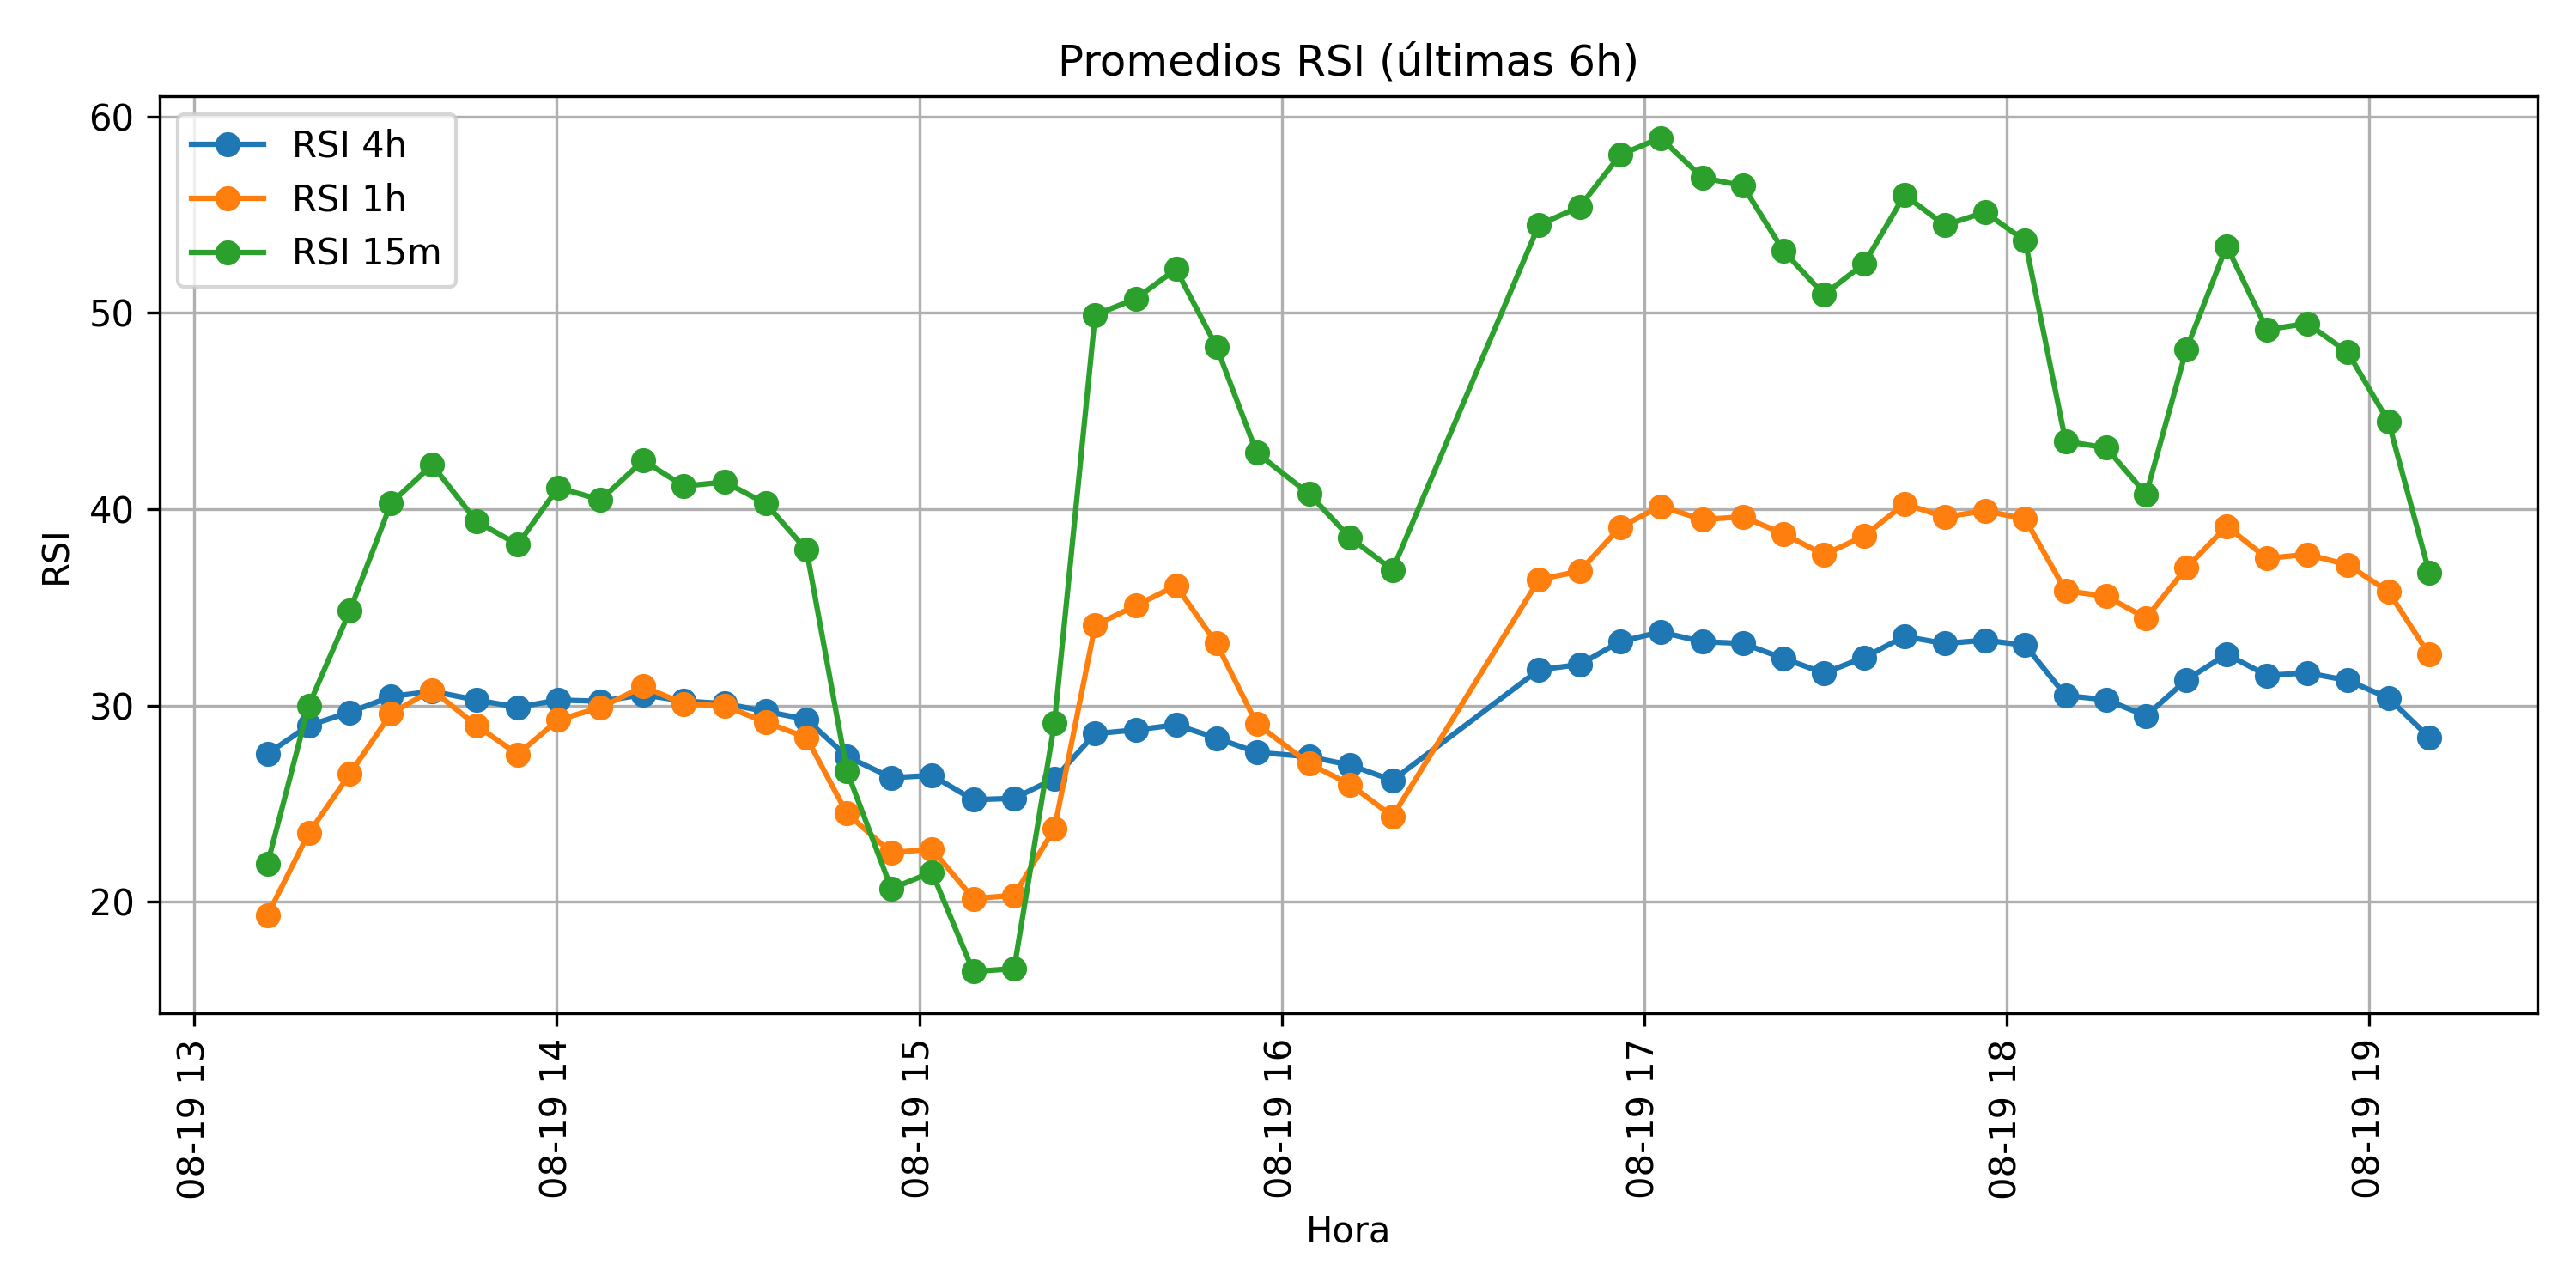 Promedios RSI (últimas 6h)
RSI 4h
RSI 1h
RSI 15m
60
50
40
30
20
RSI
08-19 13
08-19 14
08-19 15
08-19 16
08-19 17
08-19 18
08-19 19
Hora